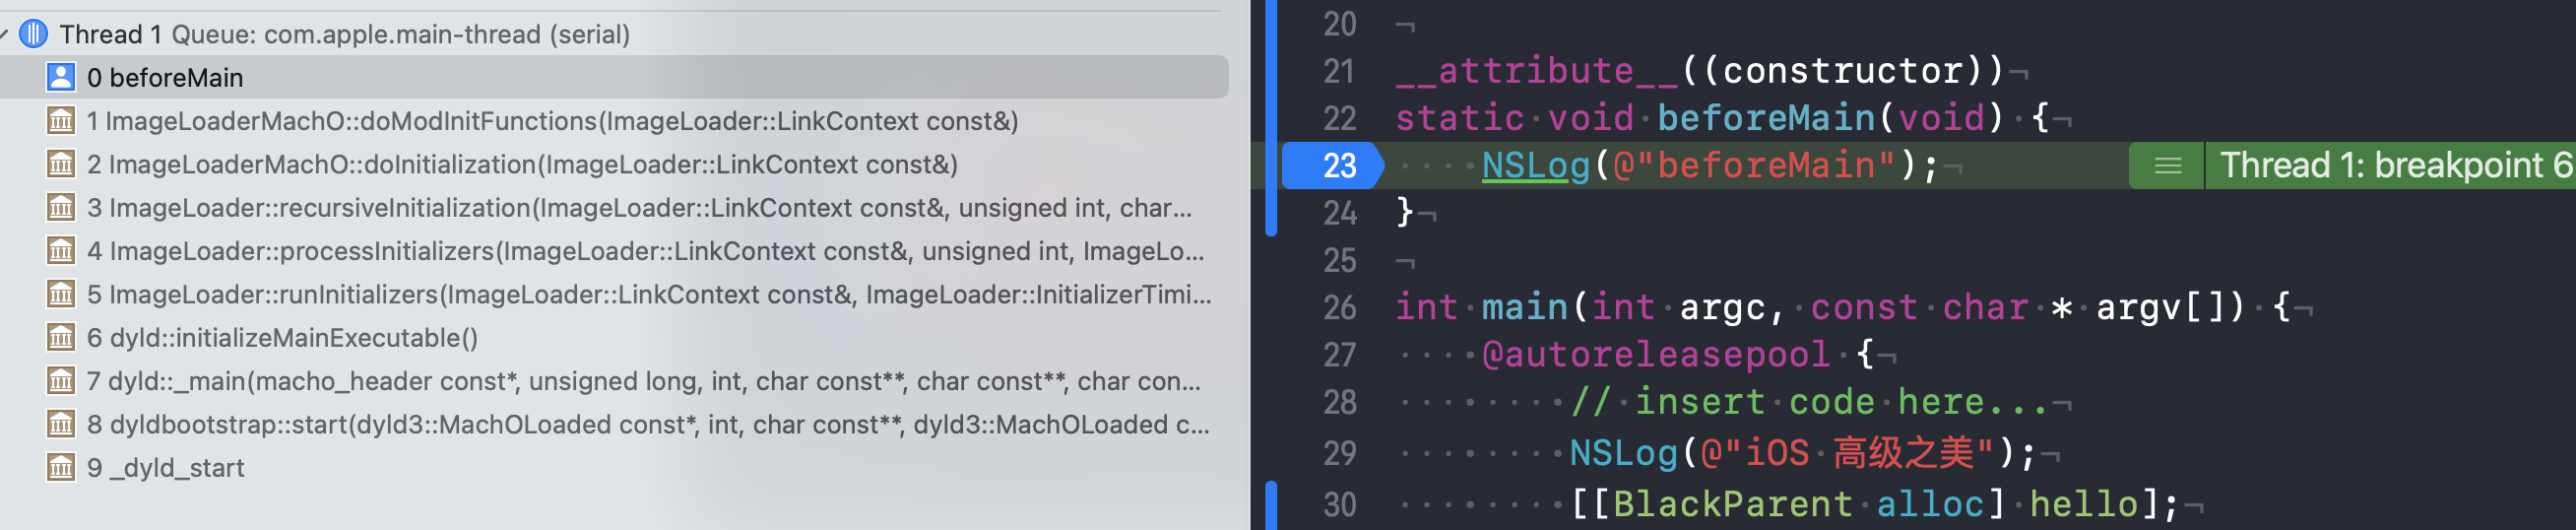 Thread 1 Queue: com.apple.main-thread (serial)
0 beforeMain
1 ImageLoaderMachO::doModInitFunctions(ImageLoader::LinkContext const&)
2 ImageLoaderMachO::doInitialization(ImageLoader::LinkContext const&)
3 ImageLoader::recursiveInitialization(ImageLoader::LinkContext const&, unsigned int, char...
4 ImageLoader::processInitializers(ImageLoader::LinkContext const&, unsigned int, ImageLo...
5 ImageLoader::runInitializers(ImageLoader::LinkContext const&, ImageLoader::InitializerTimi...
6 dyld::initializeMainExecutable()
7 dyld::_main(macho_header const*, unsigned long, int, char const**, char const**, char con...
8 dyldbootstrap::start(dyld3::MachOLoaded const*, int, char const**, dyld3::MachOLoaded c...
9 _dyld_start
20 ¬
21 __attribute__((constructor))¬
22 static·void·beforeMain(void)·{¬
23 ····NSLog(@"beforeMain");¬ Thread 1: breakpoint 6
24 }¬
25 ¬
26 int·main(int·argc,·const·char·*·argv[])·{¬
27 ····@autoreleasepool·{¬
28 ········//·insert·code·here...¬
29 ········NSLog(@"iOS·高级之美");¬
30 ········[[BlackParent·alloc]·hello];¬